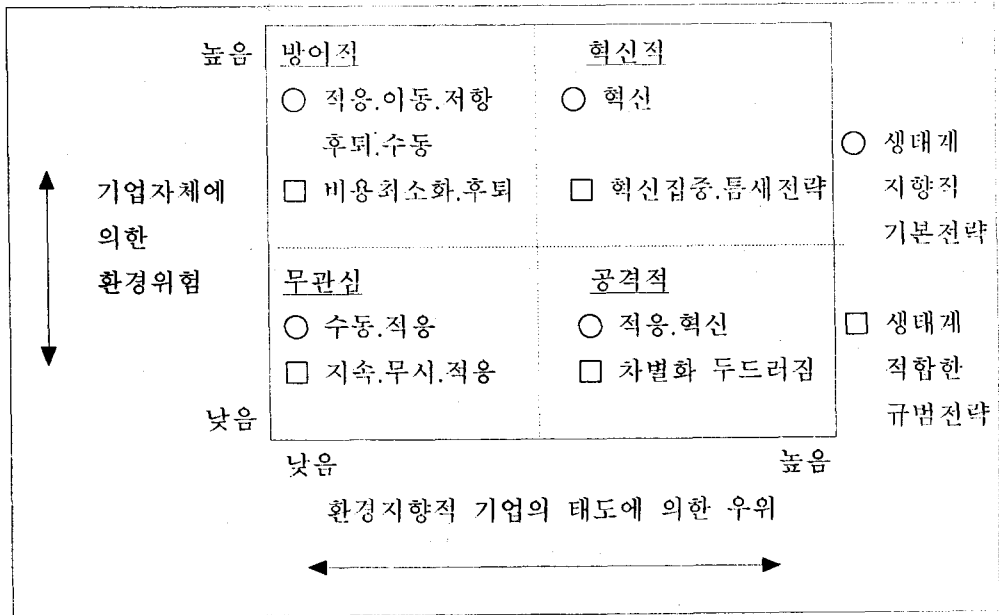 높음
방어적
혁신적
○ 적응.이동.저항
후퇴.수동
○ 혁신
○ 생태계
지향적
기본전략
기업자체에
의한
환경위험
□ 비용최소화.후퇴
□ 혁신집중.틈새전략
무관심
공격적
○ 수동.적응
○ 적응.혁신
□ 생태계
적합한
규범전략
□ 지속.무시.적응
□ 차별화 두드러짐
낮음
낮음
높음
환경지향적 기업의 태도에 의한 우위